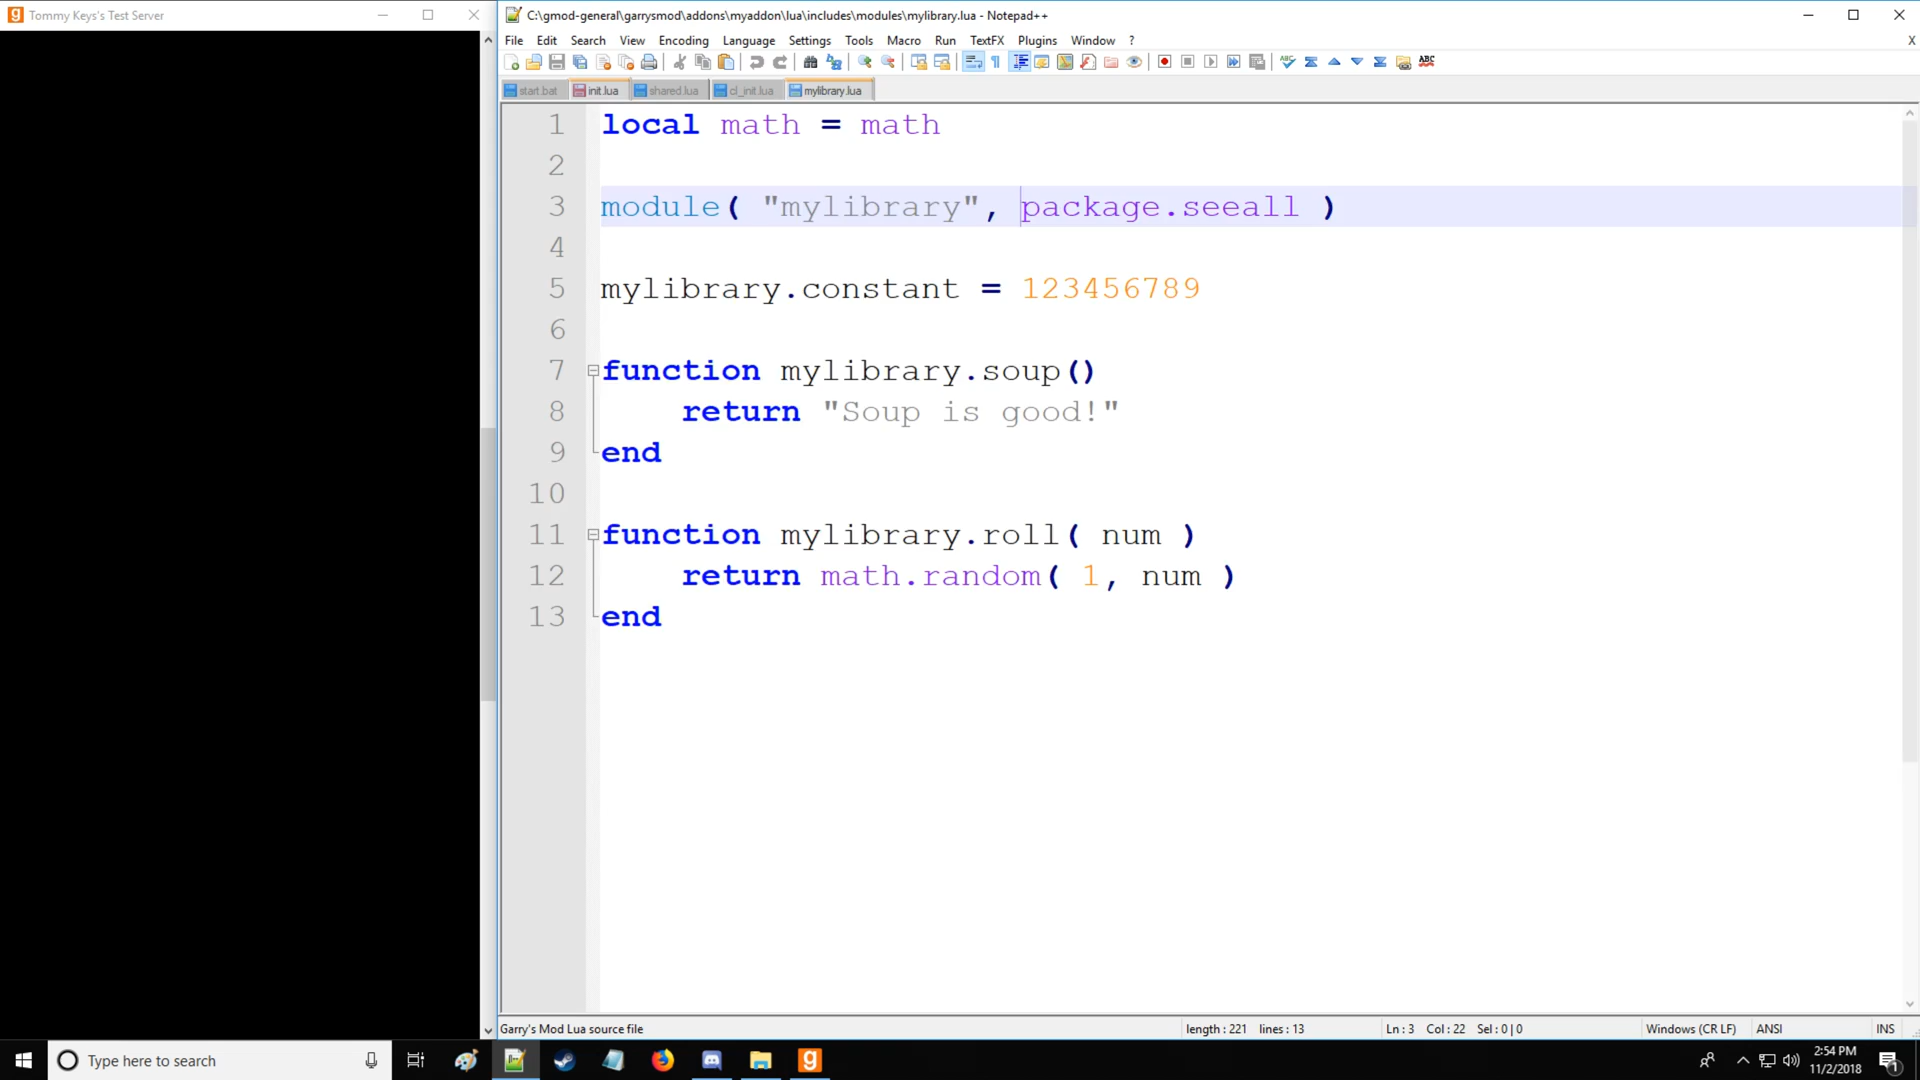 Tommy Keys's Test Server
C:\gmod-general\garrysmod\addons\myaddon\lua\includes\modules\mylibrary.lua - Notepad++
File Edit Search View Encoding Language Settings Tools Macro Run TextFX Plugins Window ? X
start.bat init.lua shared.lua cl_init.lua mylibrary.lua
1 local math = math
2
3 module( "mylibrary", package.seeall )
4
5 mylibrary.constant = 123456789
6
7 function mylibrary.soup()
8 return "Soup is good!"
9 end
10
11 function mylibrary.roll( num )
12 return math.random( 1, num )
13 end
Garry's Mod Lua source file length : 221 lines : 13 Ln : 3 Col : 22 Sel : 0 | 0 Windows (CR LF) ANSI INS
Type here to search
2:54 PM
11/2/2018
1